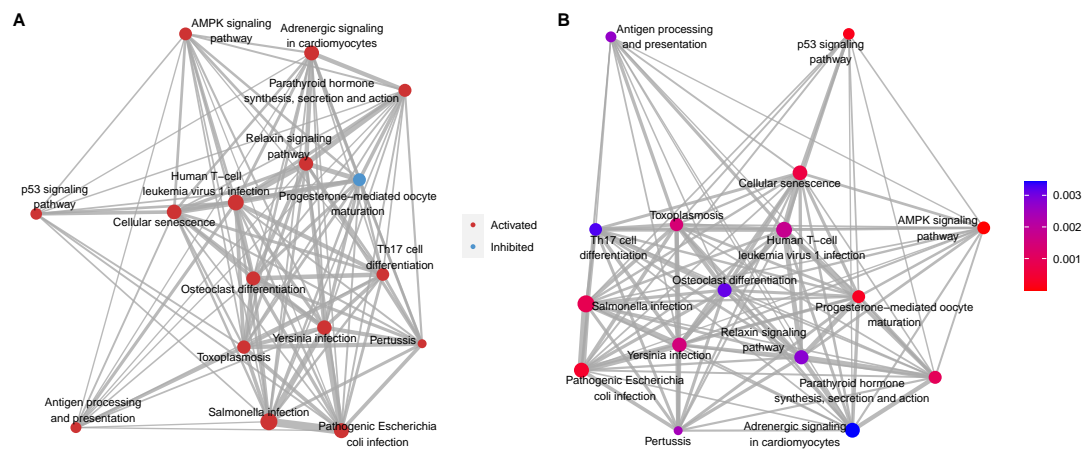 A
AMPK signaling
pathway
Adrenergic signaling
in cardiomyocytes
Parathyroid hormone
synthesis, secretion and action
Relaxin signaling
pathway
Human T−cell
leukemia virus 1 infection
Progesterone−mediated oocyte
maturation
p53 signaling
pathway
Cellular senescence
Th17 cell
differentiation
Osteoclast differentiation
Yersinia infection
Pertussis
Toxoplasmosis
Antigen processing
and presentation
Salmonella infection
Pathogenic Escherichia
coli infection
Activated
Inhibited
B
Antigen processing
and presentation
p53 signaling
pathway
Cellular senescence
Toxoplasmosis
AMPK signaling
pathway
Th17 cell
differentiation
Human T−cell
leukemia virus 1 infection
Osteoclast differentiation
Salmonella infection
Progesterone−mediated oocyte
maturation
Relaxin signaling
pathway
Yersinia infection
Pathogenic Escherichia
coli infection
Parathyroid hormone
synthesis, secretion and action
Pertussis
Adrenergic signaling
in cardiomyocytes
0.003
0.002
0.001